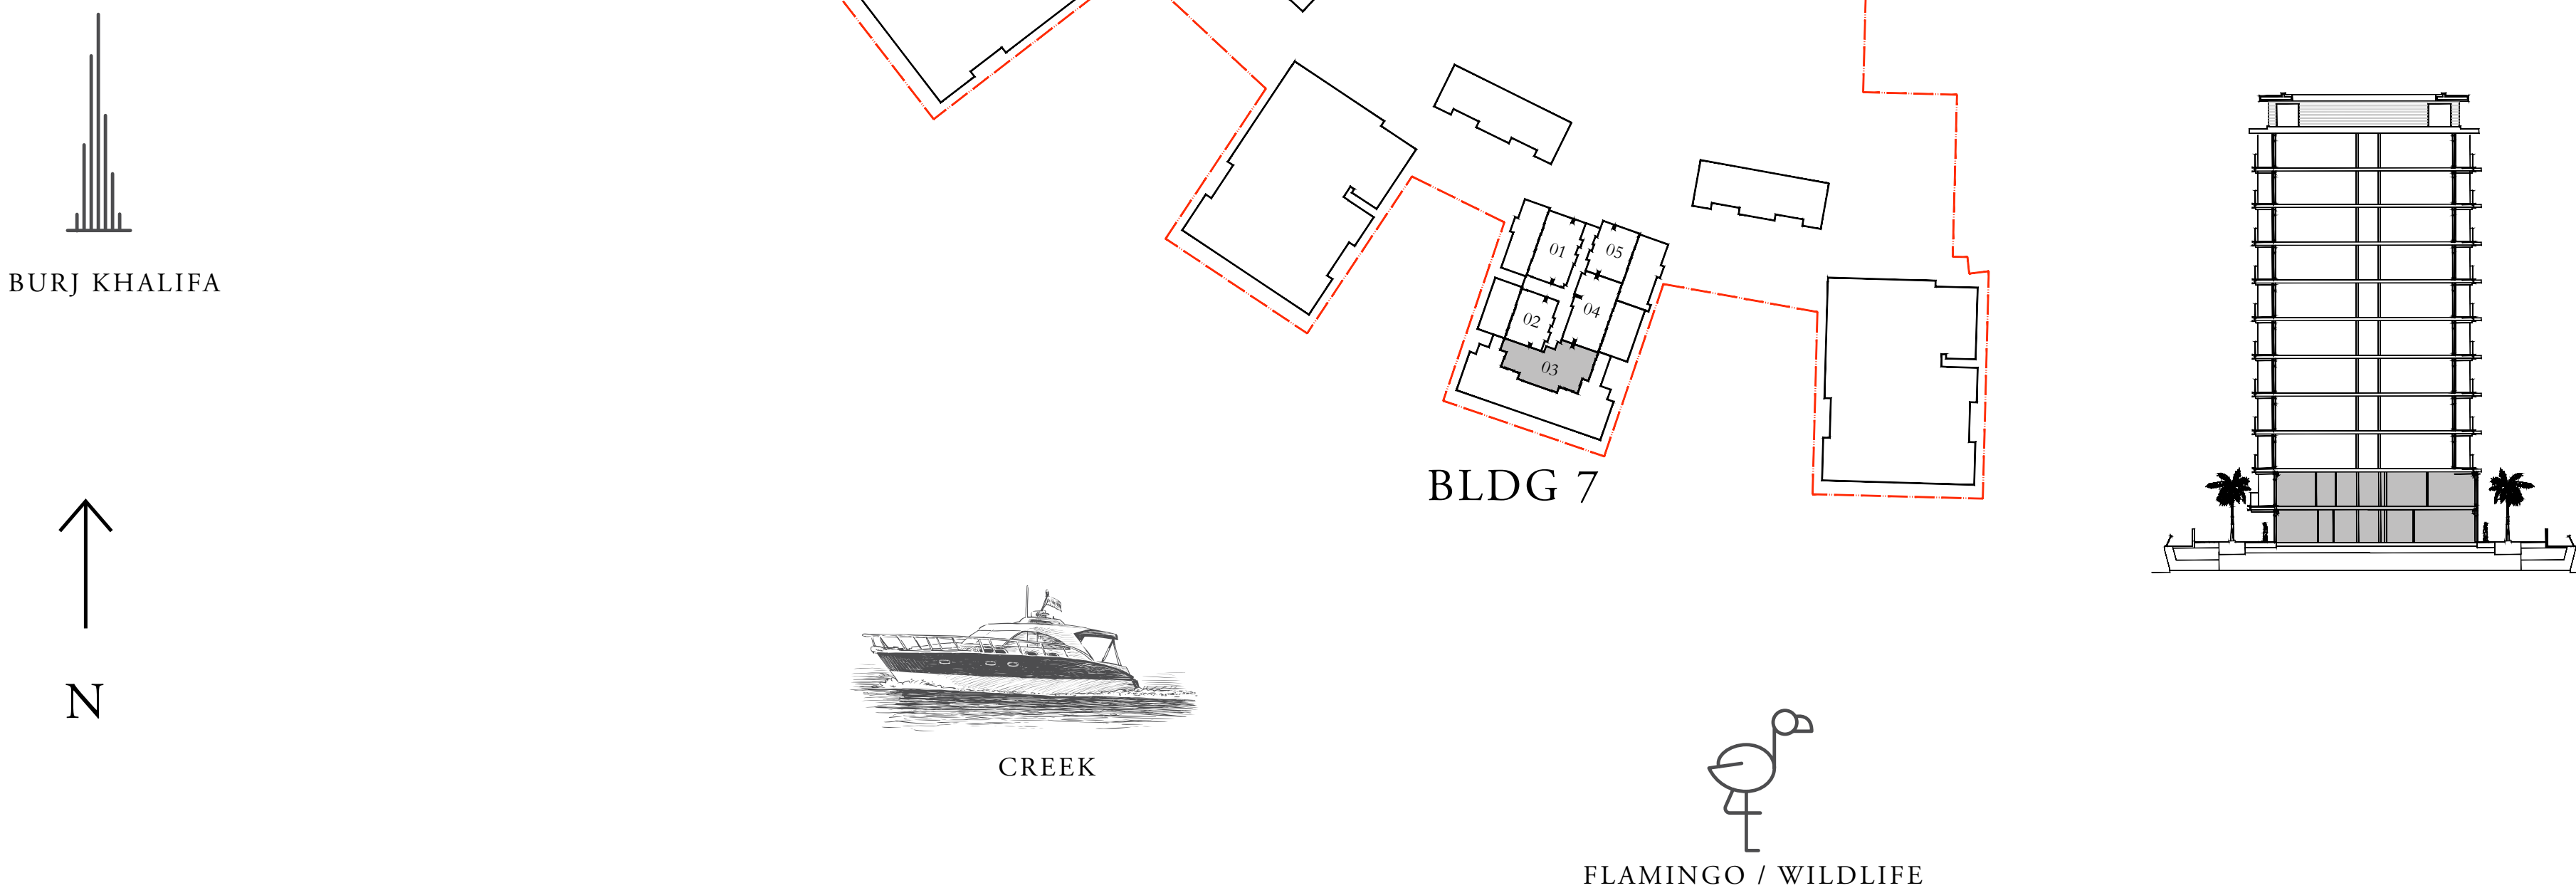 BURJ KHALIFA
01
05
02
04
03
BLDG 7
N
CREEK
FLAMINGO / WILDLIFE